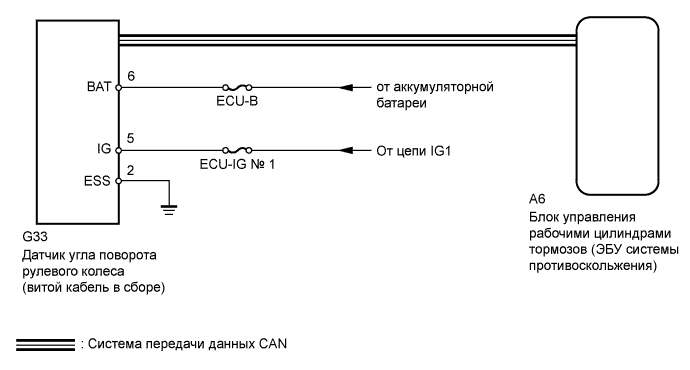 BAT
6
ECU-B
от аккумуляторной
батареи
IG
5
ECU-IG № 1
От цепи IG1
ESS
2
G33
Датчик угла поворота
рулевого колеса
(витой кабель в сборе)
A6
Блок управления
рабочими цилиндрами
тормозов (ЭБУ системы
противоскольжения)
: Система передачи данных CAN